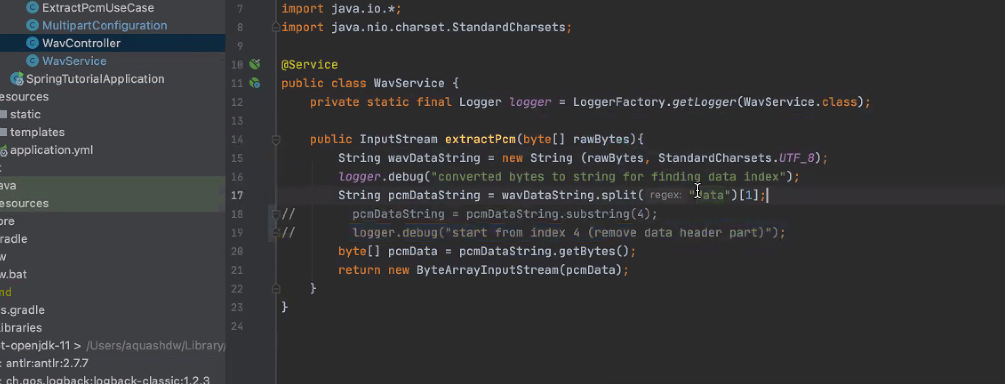 ExtractPcmUseCase
MultipartConfiguration
WavController
WavService
SpringTutorialApplication
esources
static
templates
application.yml
ava
esources
ew
w.bat
md
s.gradle
ibraries
t-openjdk-11 > /Users/aquashdw/Library/
antlr:antlr:2.7.7
ch.qos.logback:logback-classic:1.2.3
7 import java.io.*;
8 import java.nio.charset.StandardCharsets;
9
10 @Service
11 public class WavService {
12 private static final Logger logger = LoggerFactory.getLogger(WavService.class);
13
14 public InputStream extractPcm(byte[] rawBytes){
15 String wavDataString = new String (rawBytes, StandardCharsets.UTF_8);
16 logger.debug("converted bytes to string for finding data index");
17 String pcmDataString = wavDataString.split( regex: "data")[1];
18 // pcmDataString = pcmDataString.substring(4);
19 // logger.debug("start from index 4 (remove data header part)");
20 byte[] pcmData = pcmDataString.getBytes();
21 return new ByteArrayInputStream(pcmData);
22 }
23 }
24